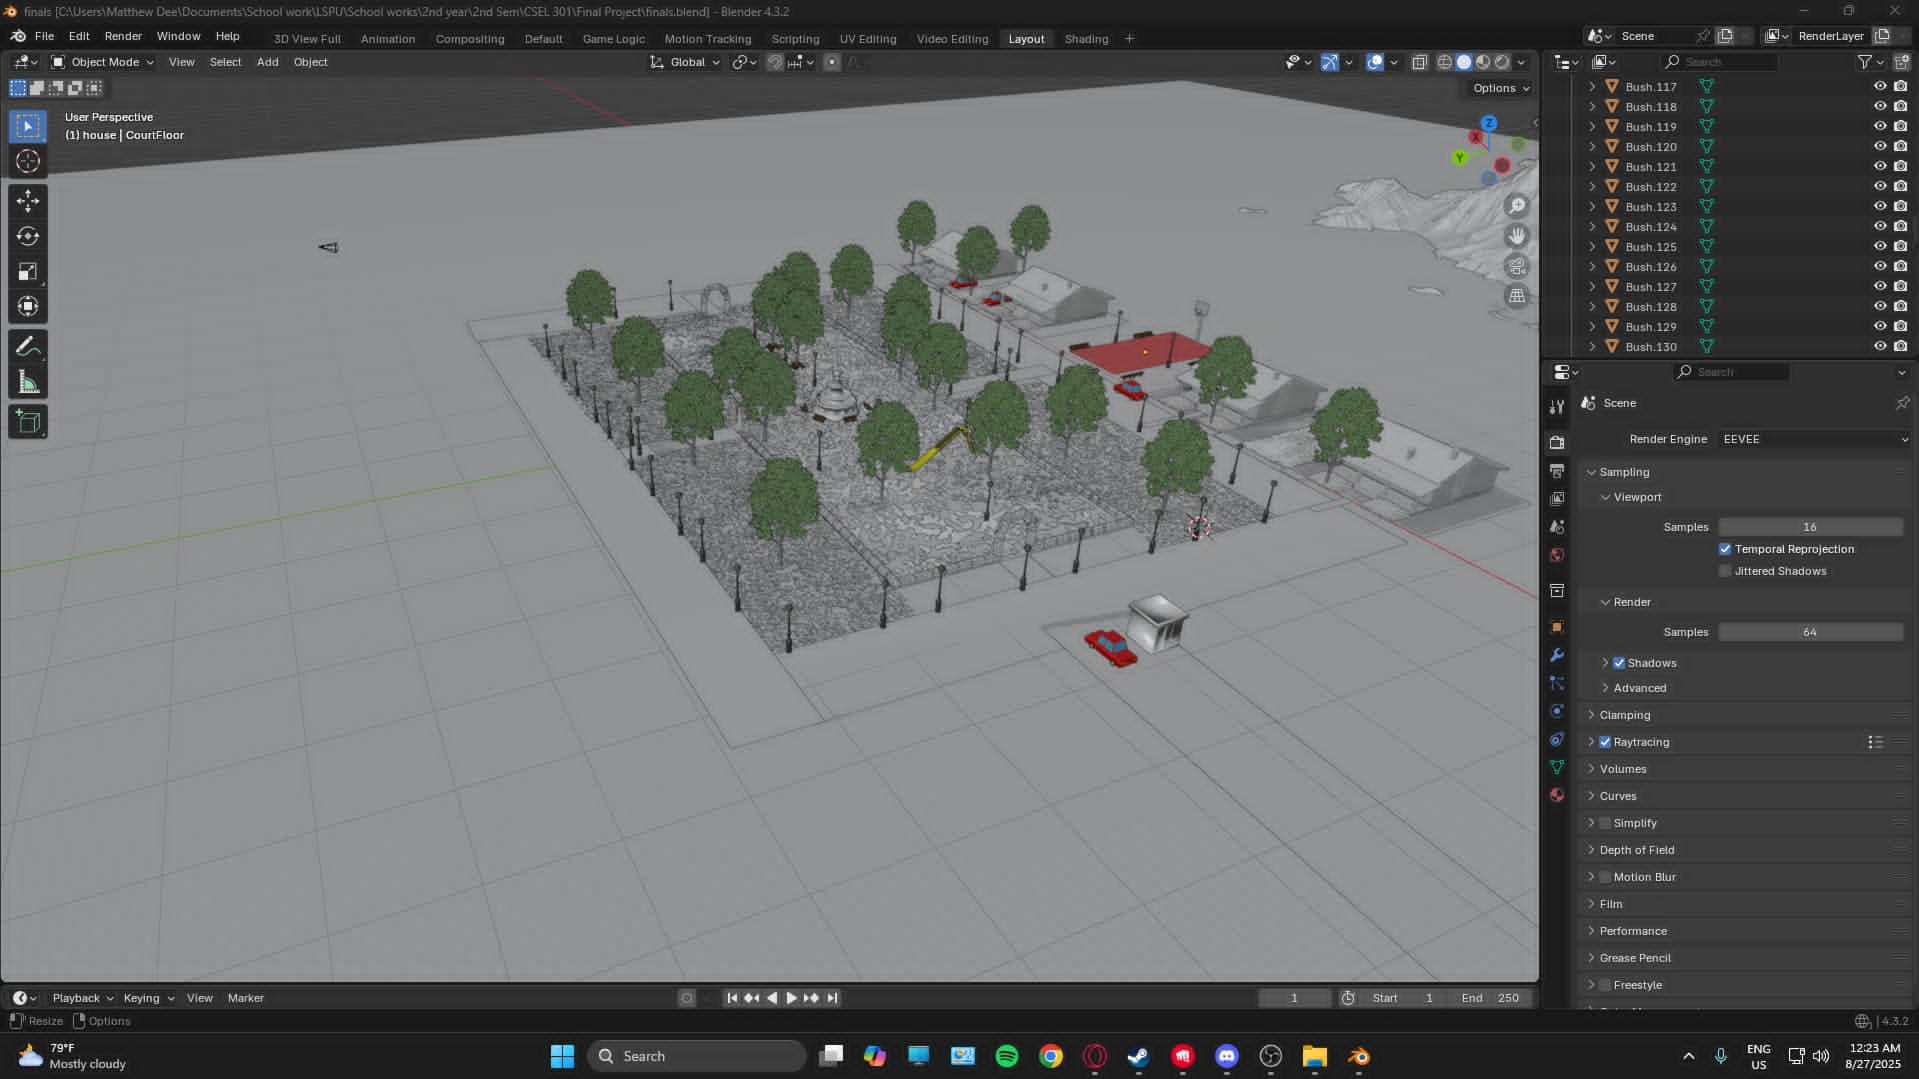 finals [C:\Users\Matthew Dee\Documents\School work\LSPU\School works\2nd year\2nd Sem\CSEL 301\Final Project\finals.blend] - Blender 4.3.2
File Edit Render Window Help
3D View Full Animation Compositing Default Game Logic Motion Tracking Scripting UV Editing Video Editing Layout Shading +
Scene
RenderLayer
Object Mode View Select Add Object
Global
Search
Options
User Perspective
(1) house | CourtFloor
Z
X
Y
Bush.117
Bush.118
Bush.119
Bush.120
Bush.121
Bush.122
Bush.123
Bush.124
Bush.125
Bush.126
Bush.127
Bush.128
Bush.129
Bush.130
Search
Scene
Render Engine EEVEE
Sampling
Viewport
Samples 16
Temporal Reprojection
Jittered Shadows
Render
Samples 64
Shadows
Advanced
Clamping
Raytracing
Volumes
Curves
Simplify
Depth of Field
Motion Blur
Film
Performance
Grease Pencil
Freestyle
Playback Keying View Marker
1 Start 1 End 250
Resize Options
4.3.2
79°F
Mostly cloudy
Search
ENG
US
12:23 AM
8/27/2025